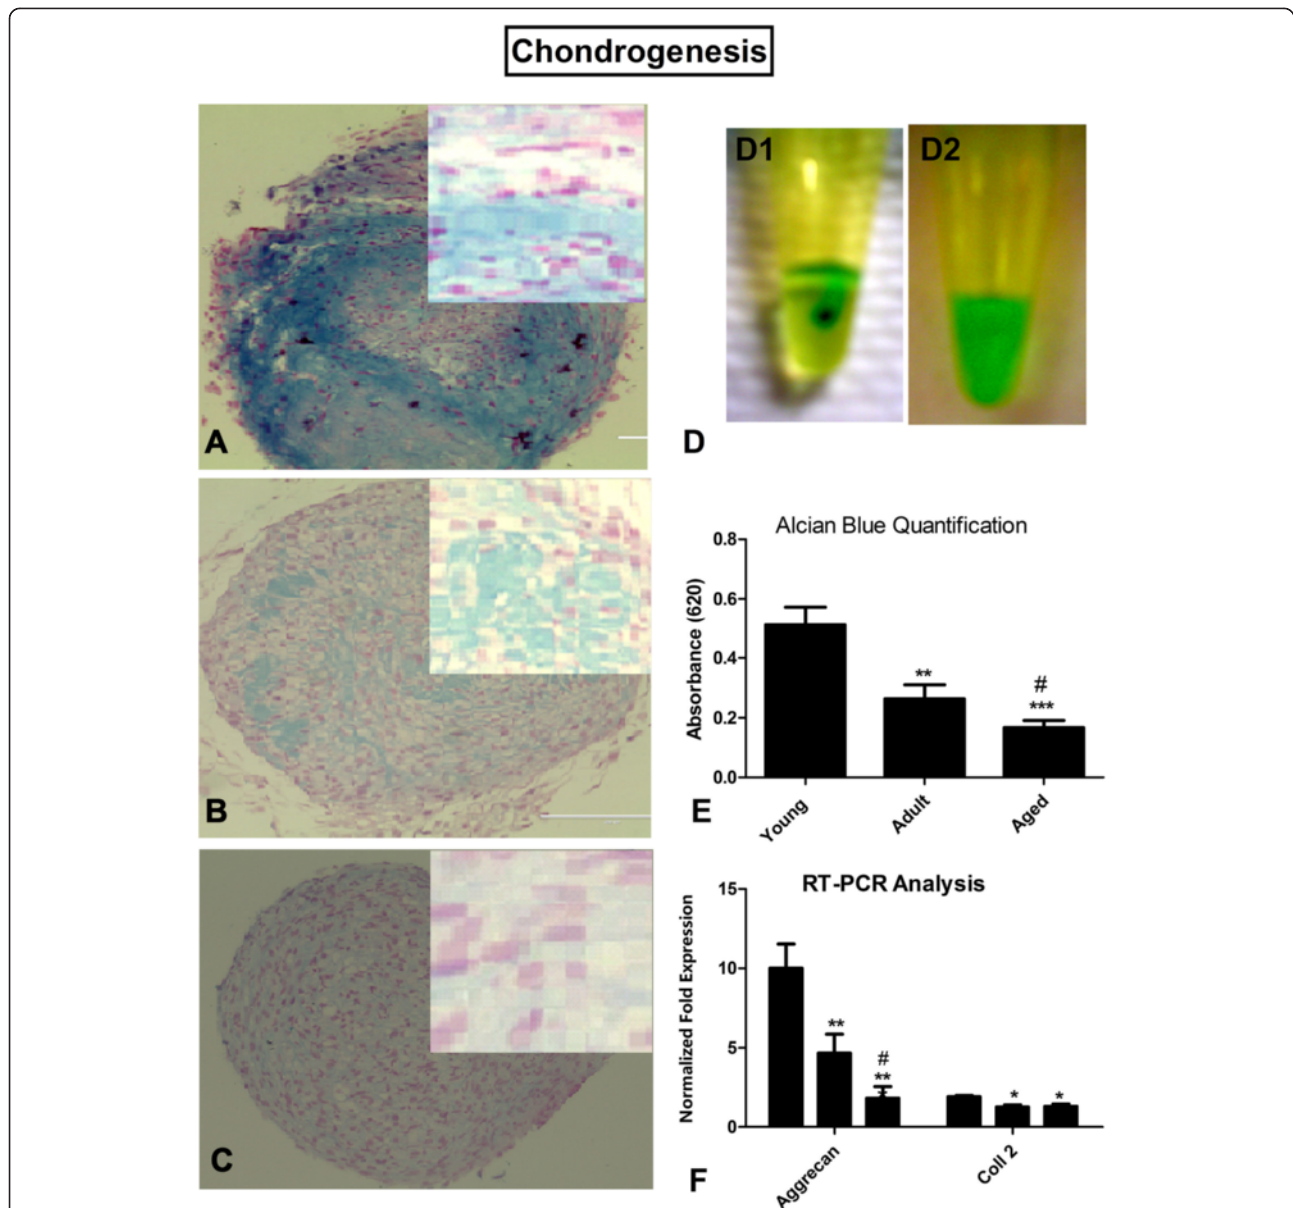 Chondrogenesis
A
B
C
D1
D2
D
Alcian Blue Quantification
Absorbance (620)
0.8
0.6
0.4
0.2
0.0
**
#
***
Young
Adult
Aged
E
RT-PCR Analysis
Normalized Fold Expression
15
10
5
0
**
#
**
*
*
*
Aggrecan
Coll 2
F